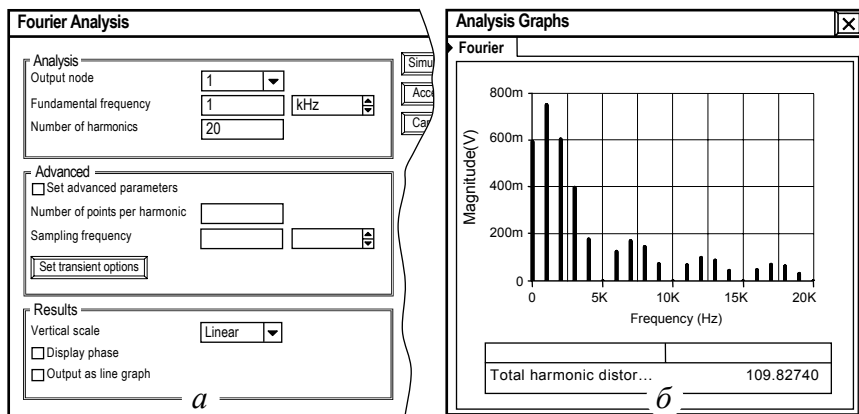 Fourier Analysis
Analysis
Output node
1
Fundamental frequency
1
kHz
Number of harmonics
20
Simu
Acce
Can
Advanced
Set advanced parameters
Number of points per harmonic
Sampling frequency
Set transient options
Results
Vertical scale
Linear
Display phase
Output as line graph
а
Analysis Graphs
Fourier
Magnitude(V)
800m
600m
400m
200m
0
0
5K
10K
15K
20K
Frequency (Hz)
Total harmonic distor...
109.82740
б